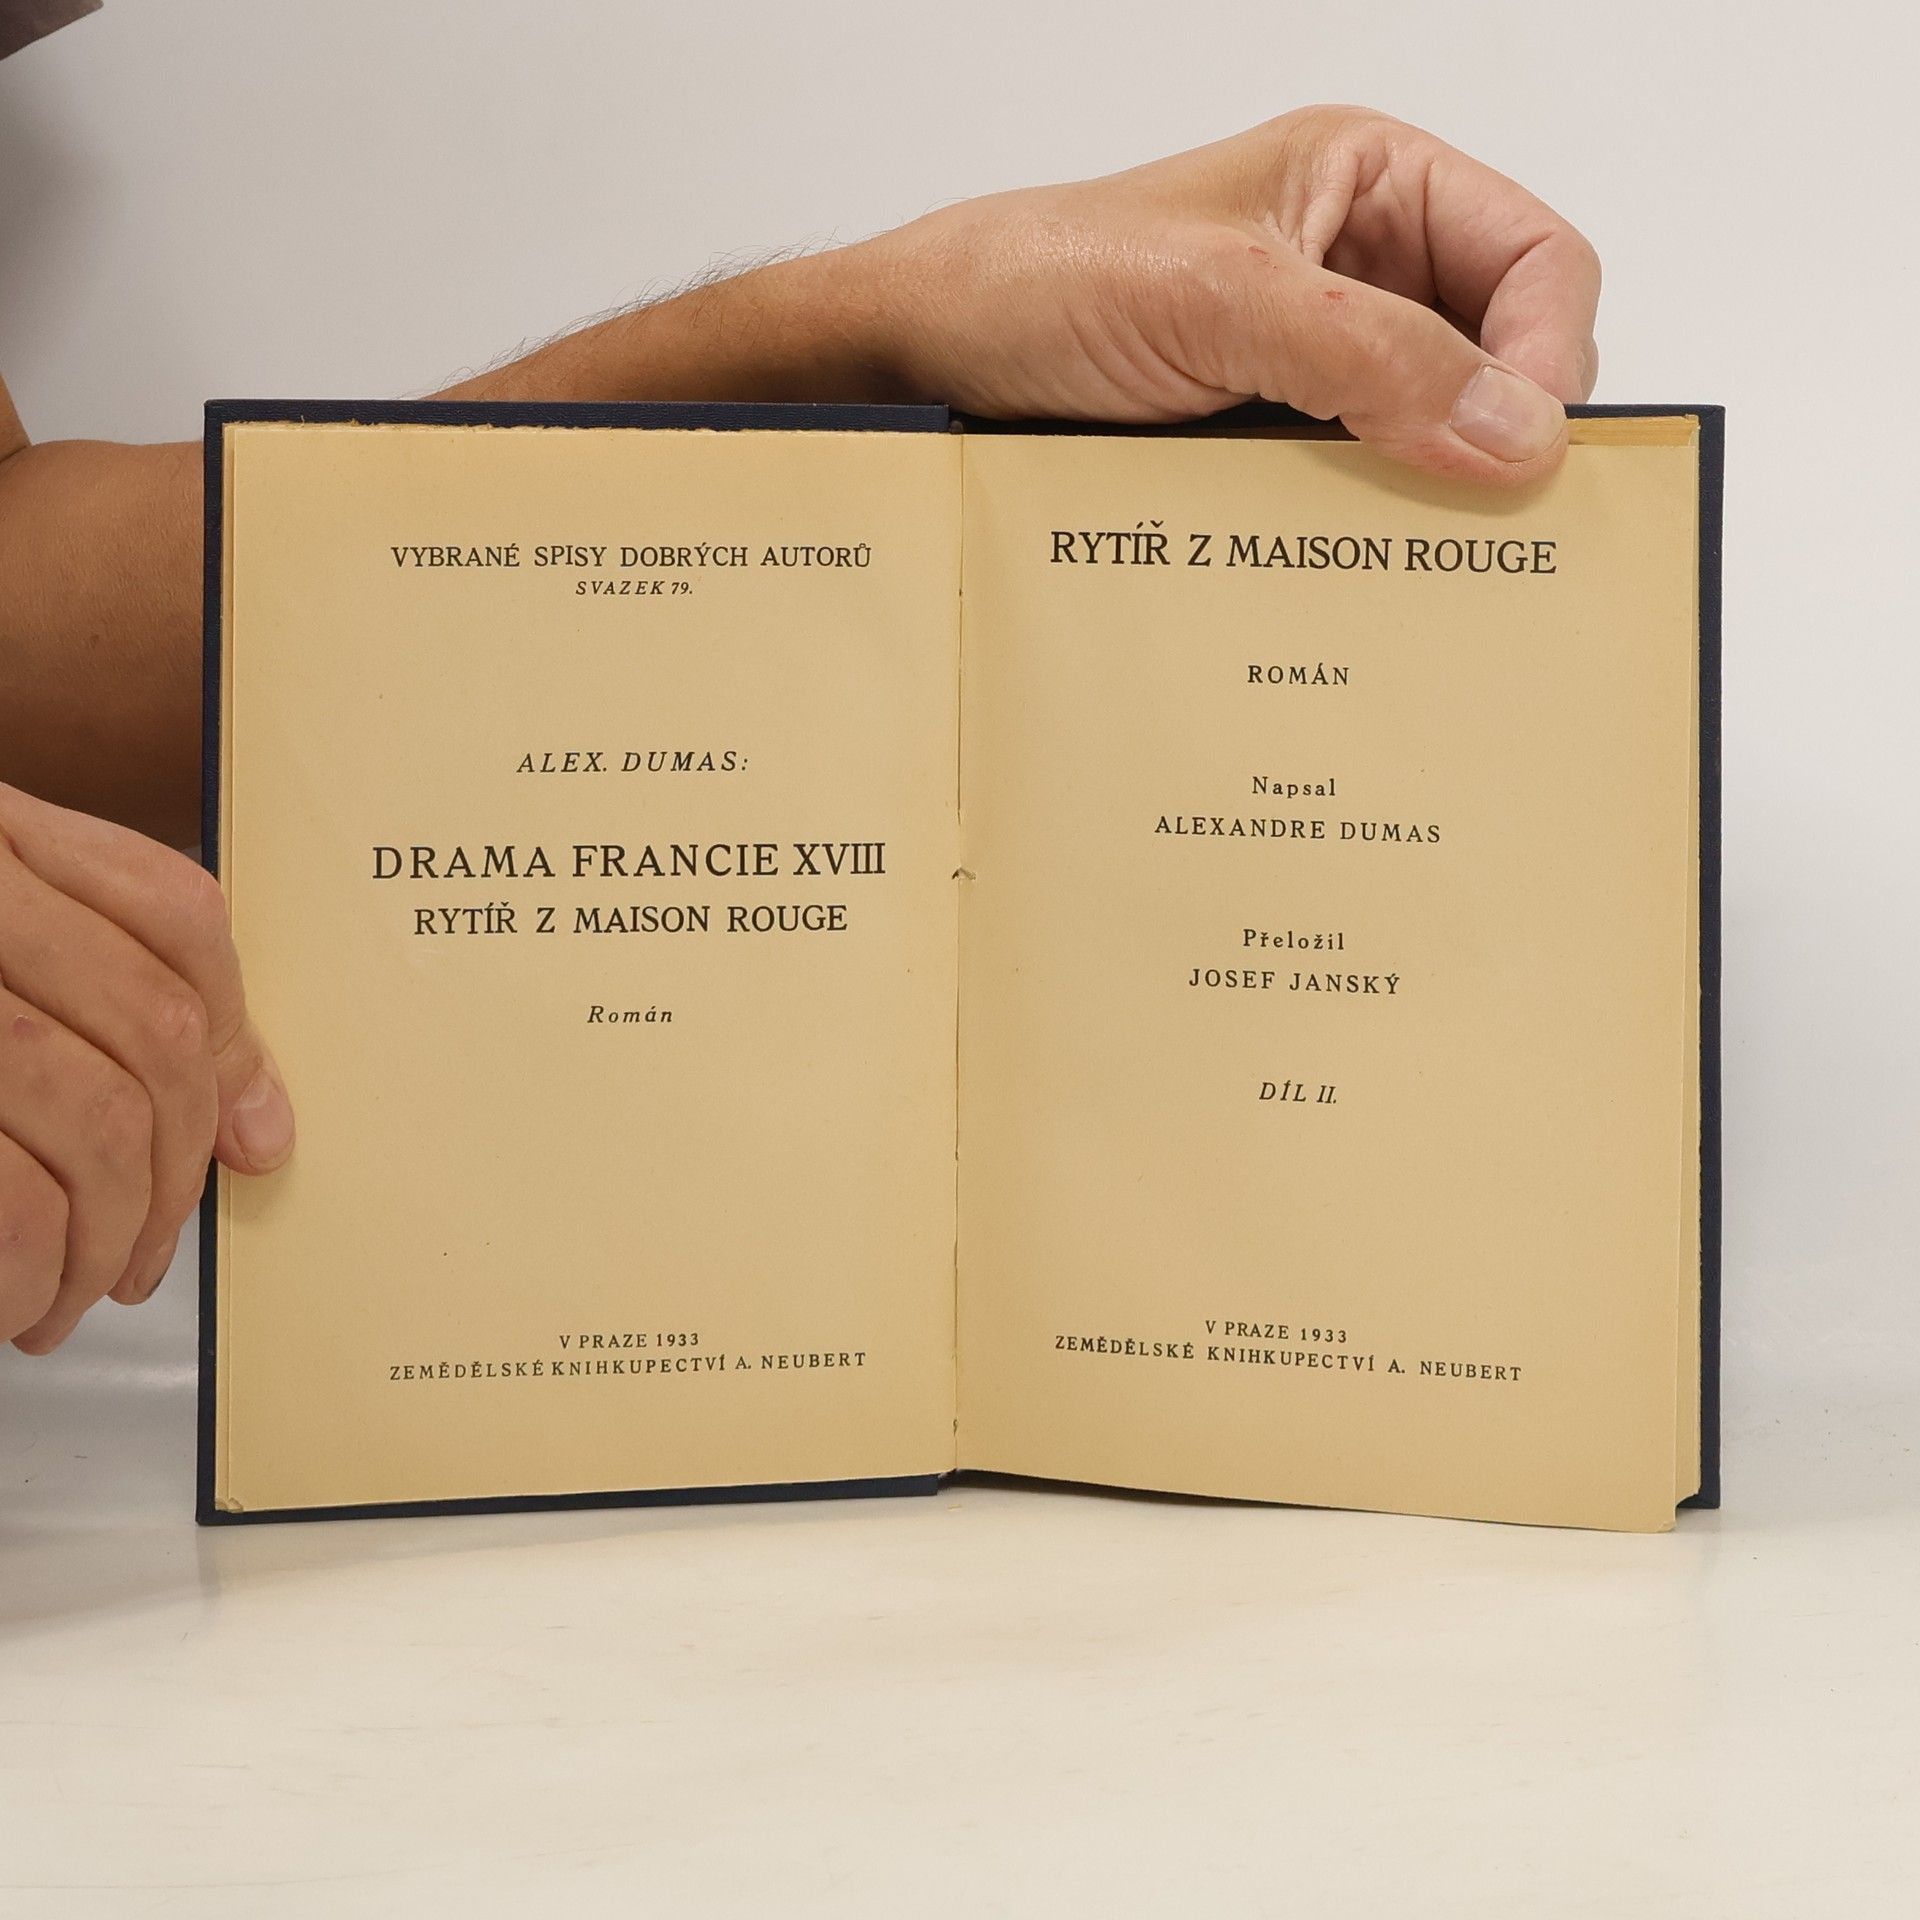 VYBRANÉ SPISY DOBRÝCH AUTORŮ
SVAZEK 79.
ALEX. DUMAS:
DRAMA FRANCIE XVIII
RYTÍŘ Z MAISON ROUGE
Román
V PRAZE 1933
ZEMĚDĚLSKÉ KNIHKUPECTVÍ A. NEUBERT
RYTÍŘ Z MAISON ROUGE
ROMÁN
Napsal
ALEXANDRE DUMAS
Přeložil
JOSEF JANSKÝ
DÍL II.
V PRAZE 1933
ZEMĚDĚLSKÉ KNIHKUPECTVÍ A. NEUBERT